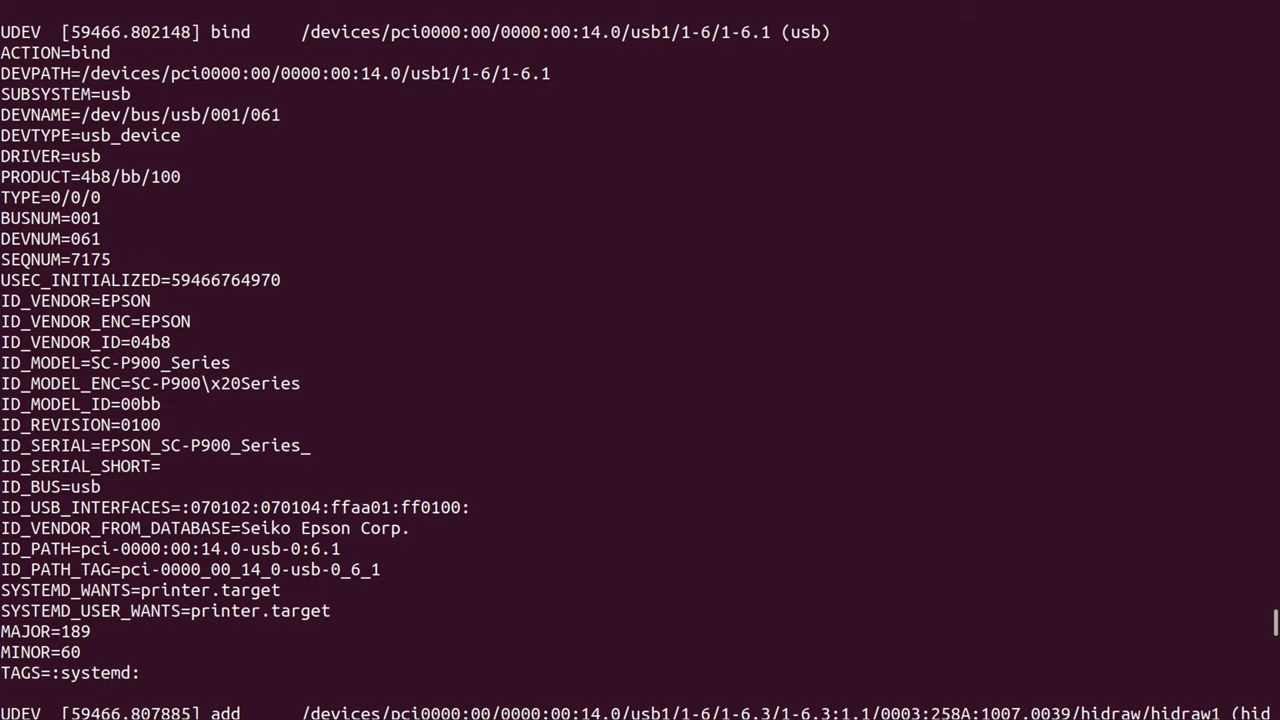 UDEV  [59466.802148] bind     /devices/pci0000:00/0000:00:14.0/usb1/1-6/1-6.1 (usb)
ACTION=bind
DEVPATH=/devices/pci0000:00/0000:00:14.0/usb1/1-6/1-6.1
SUBSYSTEM=usb
DEVNAME=/dev/bus/usb/001/061
DEVTYPE=usb_device
DRIVER=usb
PRODUCT=4b8/bb/100
TYPE=0/0/0
BUSNUM=001
DEVNUM=061
SEQNUM=7175
USEC_INITIALIZED=59466764970
ID_VENDOR=EPSON
ID_VENDOR_ENC=EPSON
ID_VENDOR_ID=04b8
ID_MODEL=SC-P900_Series
ID_MODEL_ENC=SC-P900\x20Series
ID_MODEL_ID=00bb
ID_REVISION=0100
ID_SERIAL=EPSON_SC-P900_Series_
ID_SERIAL_SHORT=
ID_BUS=usb
ID_USB_INTERFACES=:070102:070104:ffaa01:ff0100:
ID_VENDOR_FROM_DATABASE=Seiko Epson Corp.
ID_PATH=pci-0000:00:14.0-usb-0:6.1
ID_PATH_TAG=pci-0000_00_14_0-usb-0_6_1
SYSTEMD_WANTS=printer.target
SYSTEMD_USER_WANTS=printer.target
MAJOR=189
MINOR=60
TAGS=:systemd:
UDEV  [59466.807885] add      /devices/pci0000:00/0000:00:14.0/usb1/1-6/1-6.3/1-6.3:1.1/0003:258A:1007.0039/hidraw/hidraw1 (hid